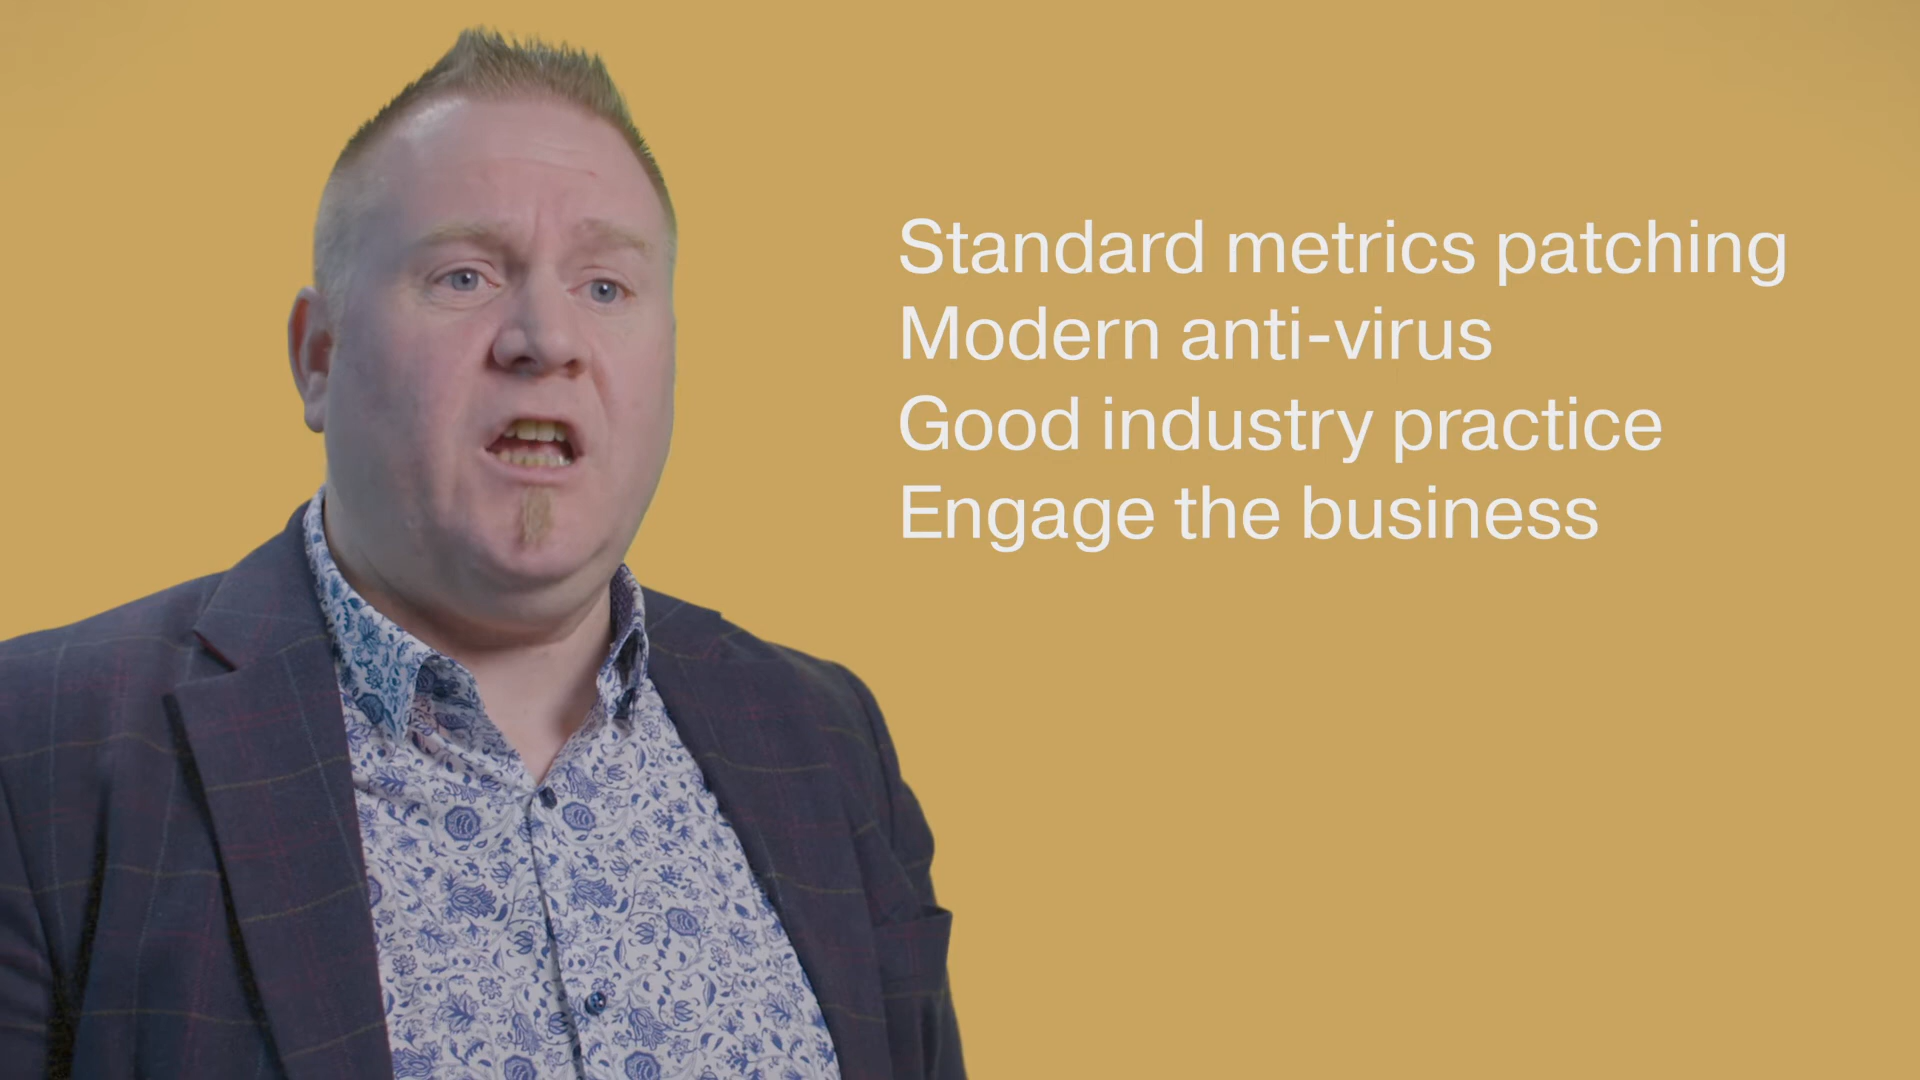 Standard metrics patching
Modern anti-virus
Good industry practice
Engage the business